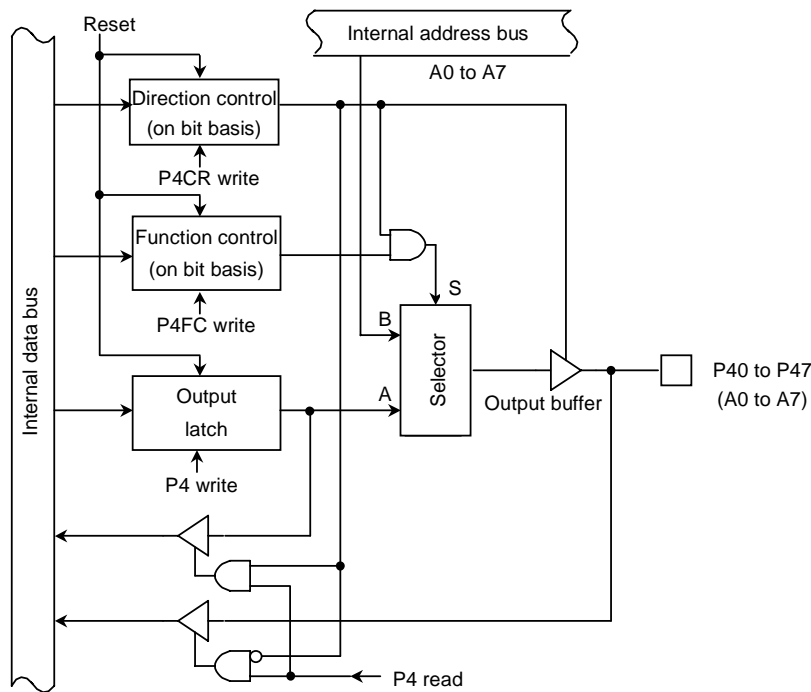 Reset
Internal address bus
A0 to A7
Direction control
(on bit basis)
P4CR write
Function control
(on bit basis)
P4FC write
S
B
A
Selector
Output
latch
P4 write
Output buffer
P40 to P47
(A0 to A7)
Internal data bus
P4 read